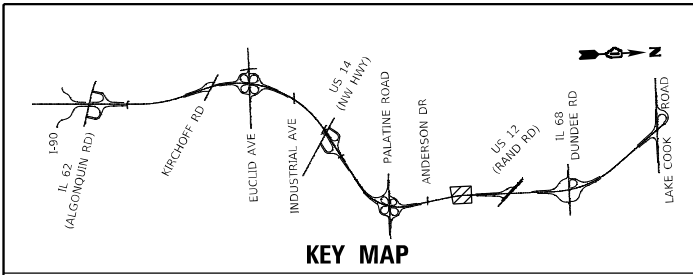 I-90
IL 62
(ALGONQUIN RD)
KIRCHOFF RD
EUCLID AVE
INDUSTRIAL AVE
US 14
(NW HWY)
PALATINE ROAD
ANDERSON DR
US 12
(RAND RD)
IL 68
DUNDEE RD
LAKE COOK ROAD
N
KEY MAP